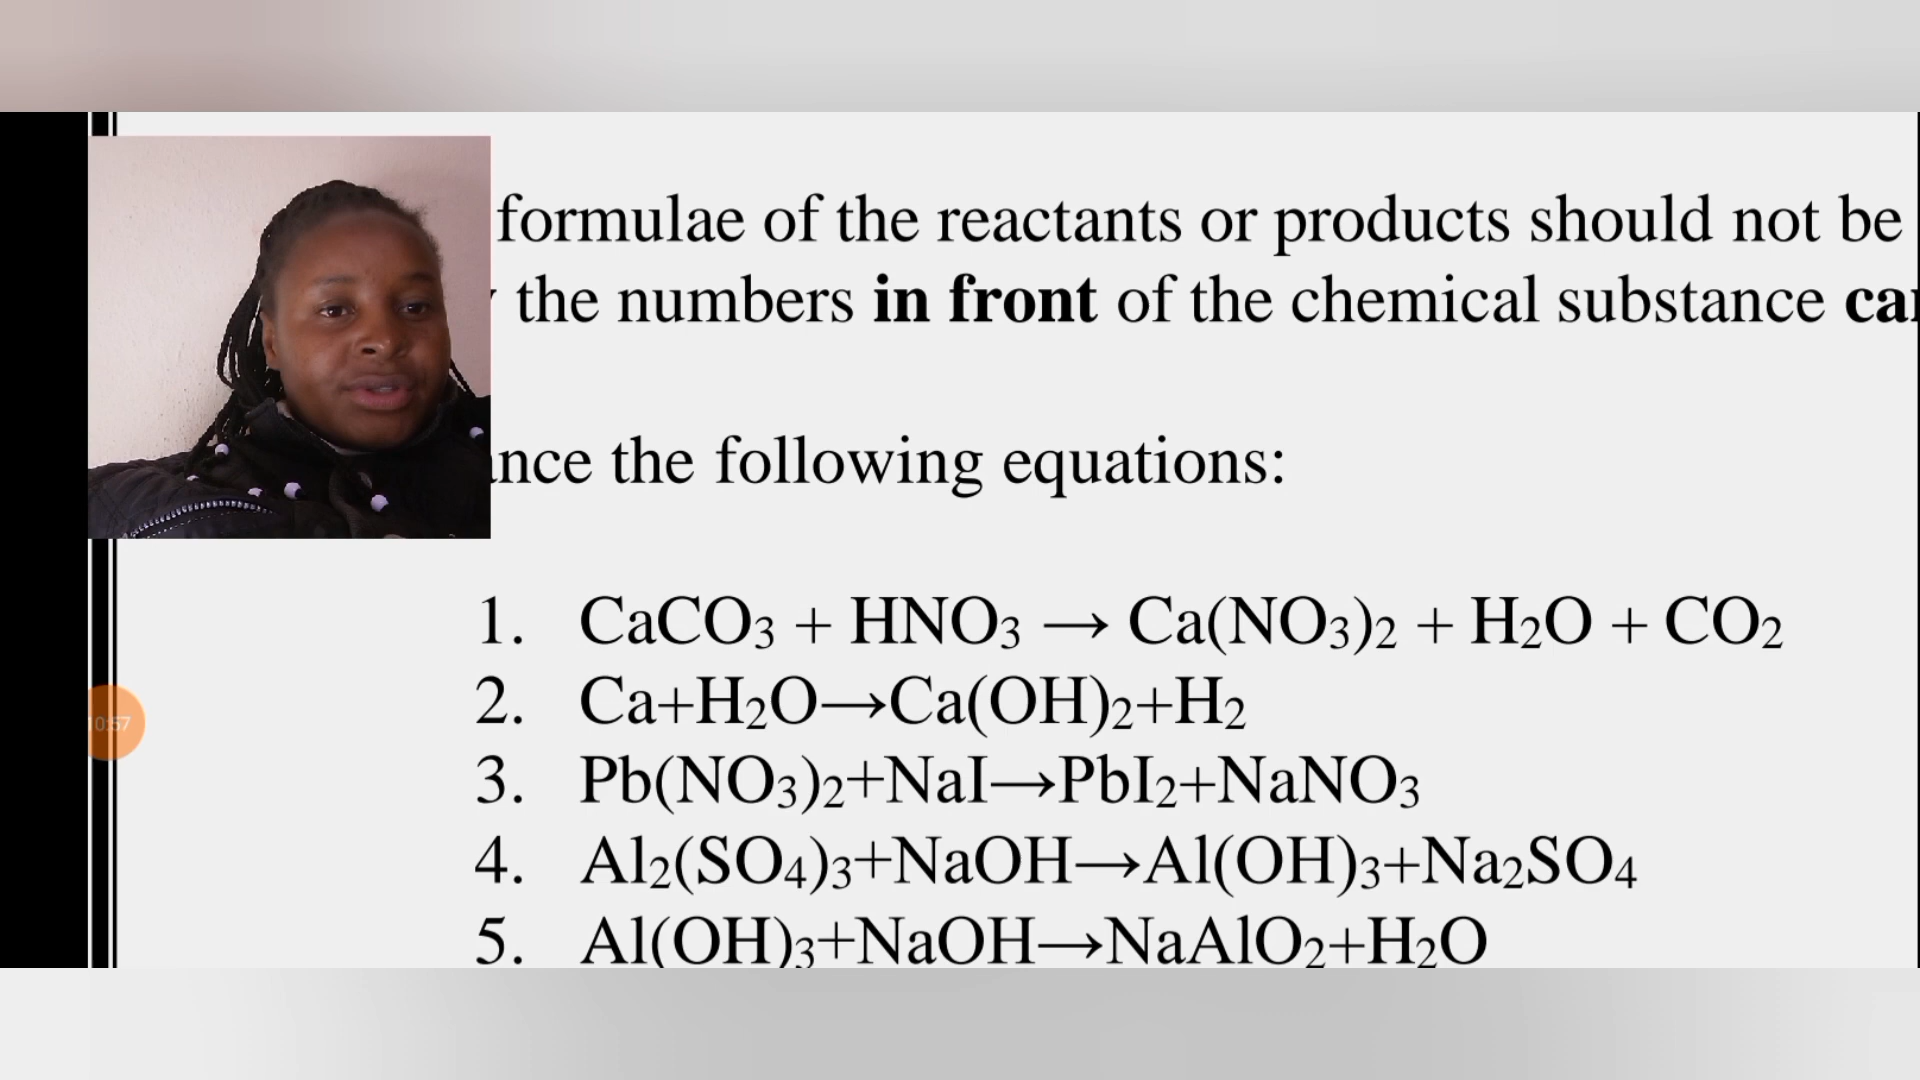 formulae of the reactants or products should not be
the numbers in front of the chemical substance
the following equations:
1. CaCO₃ + HNO₃ → Ca(NO₃)₂ + H₂O + CO₂
2. Ca+H₂O→Ca(OH)₂+H₂
3. Pb(NO₃)₂+NaI→PbI₂+NaNO₃
4. Al₂(SO₄)₃+NaOH→Al(OH)₃+Na₂SO₄
10:57
5. Al(OH)₃+NaOH→NaAlO₂+H₂O